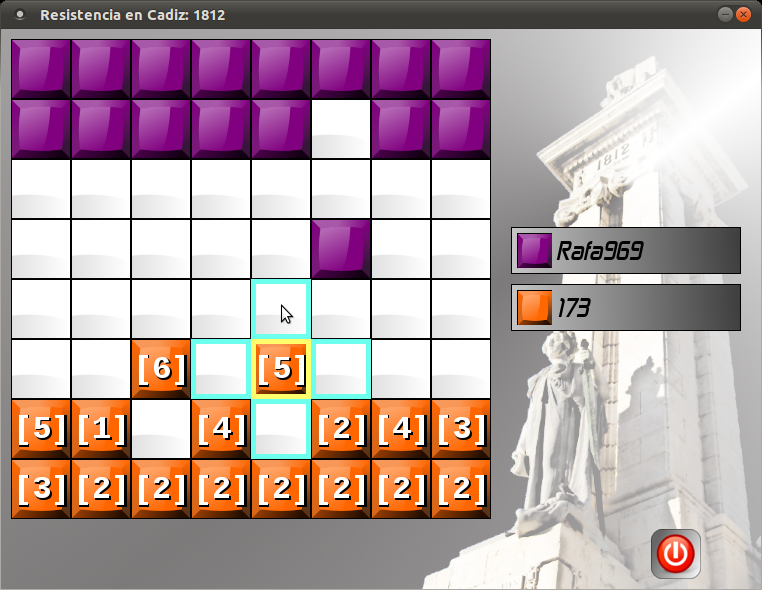 Resistencia en Cadiz: 1812
1812
Rafa969
173
[6] [5]
[5] [1] [4] [2] [4] [3]
[3] [2] [2] [2] [2] [2] [2] [2]